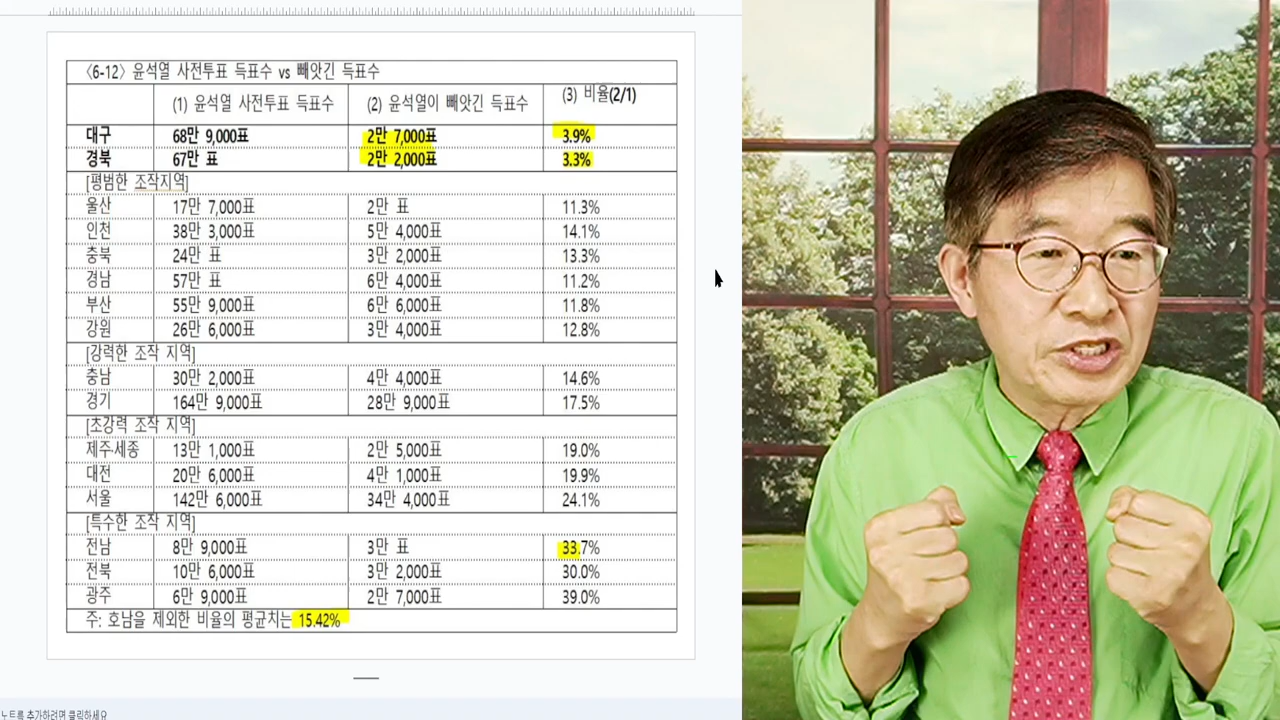 〈6-12〉 윤석열 사전투표 득표수 vs 빼앗긴 득표수
(1) 윤석열 사전투표 득표수 (2) 윤석열이 빼앗긴 득표수 (3) 비율(2/1)
대구 68만 9,000표 2만 7,000표 3.9%
경북 67만 표 2만 2,000표 3.3%
[평범한 조작지역]
울산 17만 7,000표 2만 표 11.3%
인천 38만 3,000표 5만 4,000표 14.1%
충북 24만 표 3만 2,000표 13.3%
경남 57만 표 6만 4,000표 11.2%
부산 55만 9,000표 6만 6,000표 11.8%
강원 26만 6,000표 3만 4,000표 12.8%
[강력한 조작 지역]
충남 30만 2,000표 4만 4,000표 14.6%
경기 164만 9,000표 28만 9,000표 17.5%
[초강력 조작 지역]
제주·세종 13만 1,000표 2만 5,000표 19.0%
대전 20만 6,000표 4만 1,000표 19.9%
서울 142만 6,000표 34만 4,000표 24.1%
[특수한 조작 지역]
전남 8만 9,000표 3만 표 33.7%
전북 10만 6,000표 3만 2,000표 30.0%
광주 6만 9,000표 2만 7,000표 39.0%
주: 호남을 제외한 비율의 평균치는 15.42%
노트를 추가하려면 클릭하세요